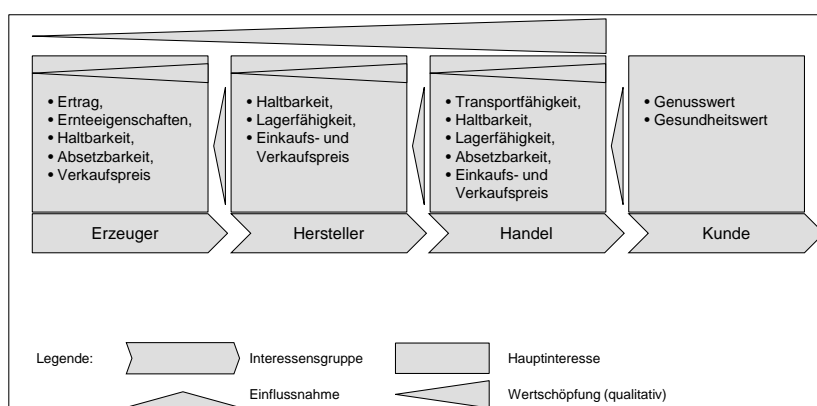 • Ertrag,
• Ernteeigenschaften,
• Haltbarkeit,
• Absetzbarkeit,
• Verkaufspreis
• Haltbarkeit,
• Lagerfähigkeit,
• Einkaufs- und
Verkaufspreis
• Transportfähigkeit,
• Haltbarkeit,
• Lagerfähigkeit,
• Absetzbarkeit,
• Einkaufs- und
Verkaufspreis
• Genusswert
• Gesundheitswert
Erzeuger
Hersteller
Handel
Kunde
Legende:
Interessensgruppe
Hauptinteresse
Einflussnahme
Wertschöpfung (qualitativ)